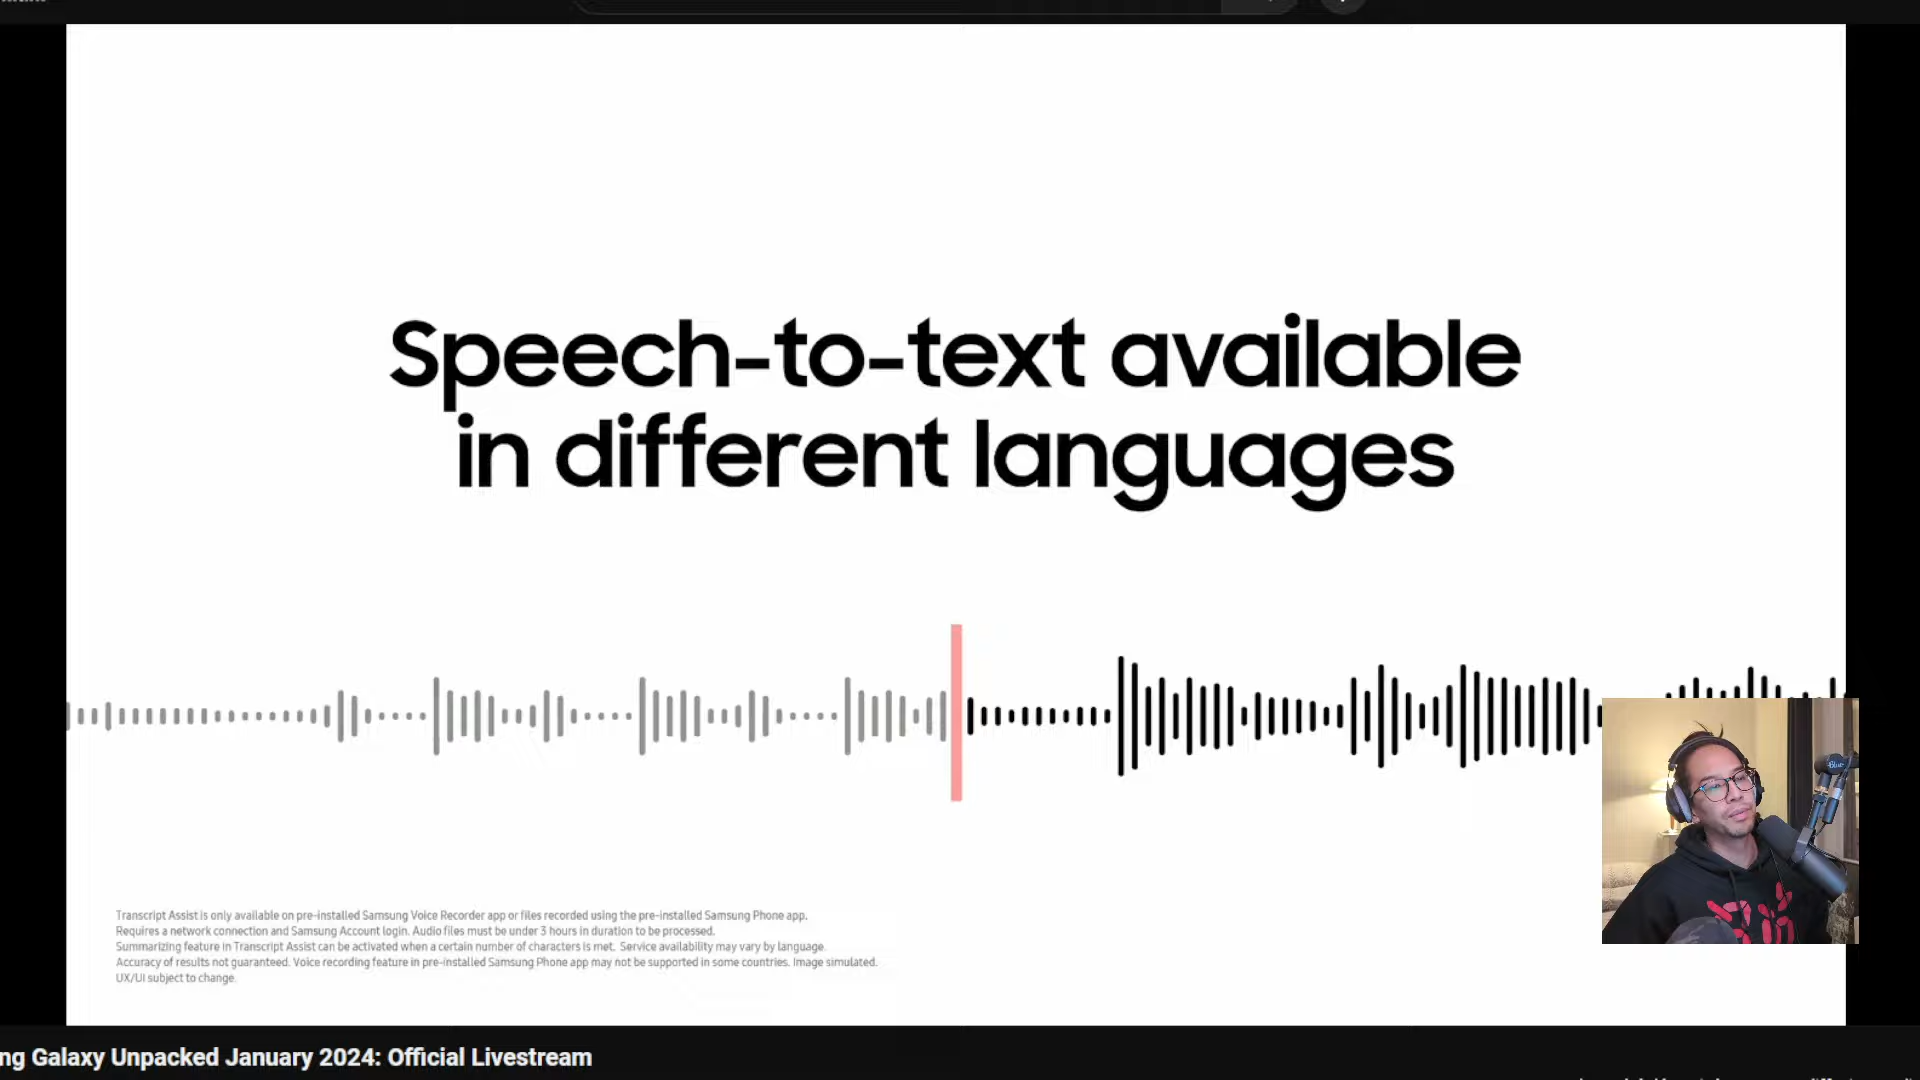 Speech-to-text available
in different languages
Transcript Assist is only available on pre-installed Samsung Voice Recorder app or files recorded using the pre-installed Samsung Phone app.
Requires a network connection and Samsung Account login. Audio files must be under 3 hours in duration to be processed.
Summarizing feature in Transcript Assist can be activated when a certain number of characters is met. Service availability may vary by language.
Accuracy of results not guaranteed. Voice recording feature in pre-installed Samsung Phone app may not be supported in some countries. Image simulated.
UX/UI subject to change.
ng Galaxy Unpacked January 2024: Official Livestream